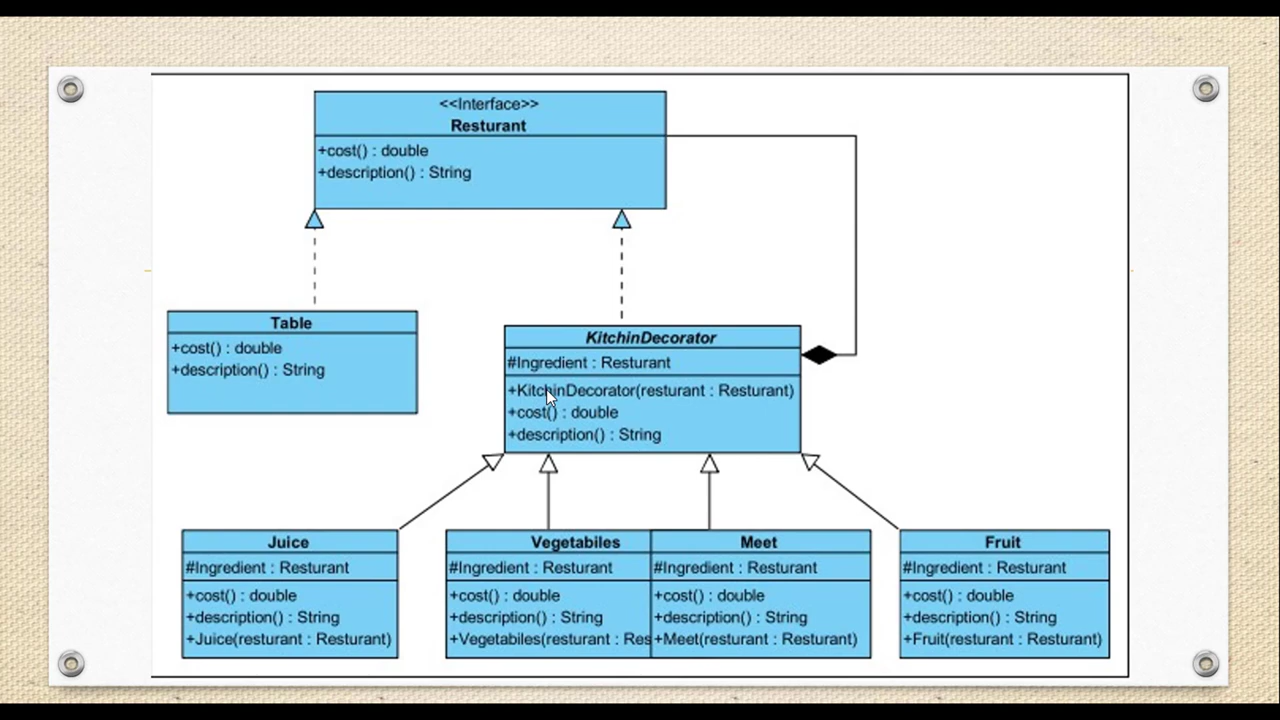 <<Interface>>
Resturant
+cost() : double
+description() : String
Table
+cost() : double
+description() : String
KitchinDecorator
#Ingredient : Resturant
+KitchinDecorator(resturant : Resturant)
+cost() : double
+description() : String
Juice
#Ingredient : Resturant
+cost() : double
+description() : String
+Juice(resturant : Resturant)
Vegetabiles
#Ingredient : Resturant
+cost() : double
+description() : String
+Vegetabiles(resturant : Res
Meet
#Ingredient : Resturant
+cost() : double
+description() : String
+Meet(resturant : Resturant)
Fruit
#Ingredient : Resturant
+cost() : double
+description() : String
+Fruit(resturant : Resturant)